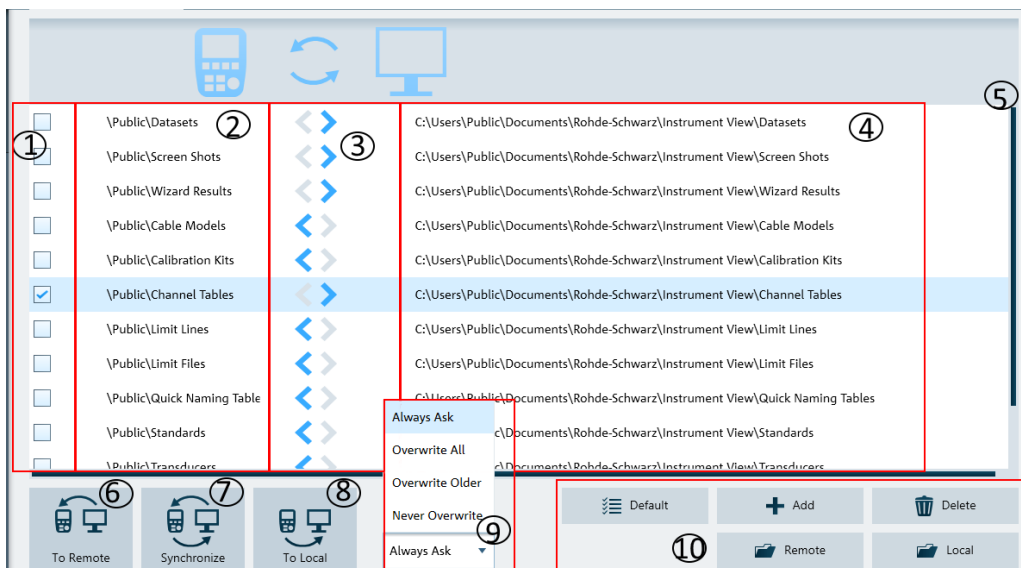 ⑤
① \Public\Datasets ② ③ C:\Users\Public\Documents\Rohde-Schwarz\Instrument View\Datasets ④
\Public\Screen Shots C:\Users\Public\Documents\Rohde-Schwarz\Instrument View\Screen Shots
\Public\Wizard Results C:\Users\Public\Documents\Rohde-Schwarz\Instrument View\Wizard Results
\Public\Cable Models C:\Users\Public\Documents\Rohde-Schwarz\Instrument View\Cable Models
\Public\Calibration Kits C:\Users\Public\Documents\Rohde-Schwarz\Instrument View\Calibration Kits
\Public\Channel Tables C:\Users\Public\Documents\Rohde-Schwarz\Instrument View\Channel Tables
\Public\Limit Lines C:\Users\Public\Documents\Rohde-Schwarz\Instrument View\Limit Lines
\Public\Limit Files C:\Users\Public\Documents\Rohde-Schwarz\Instrument View\Limit Files
\Public\Quick Naming Table C:\Users\Public\Documents\Rohde-Schwarz\Instrument View\Quick Naming Tables
\Public\Standards c\Documents\Rohde-Schwarz\Instrument View\Standards
\Public\Transducers c\Documents\Rohde-Schwarz\Instrument View\Transducers
Always Ask
Overwrite All
Overwrite Older
Never Overwrite
⑥ ⑦ ⑧ ⑨
To Remote Synchronize To Local Always Ask
Default Add Delete
⑩ Remote Local